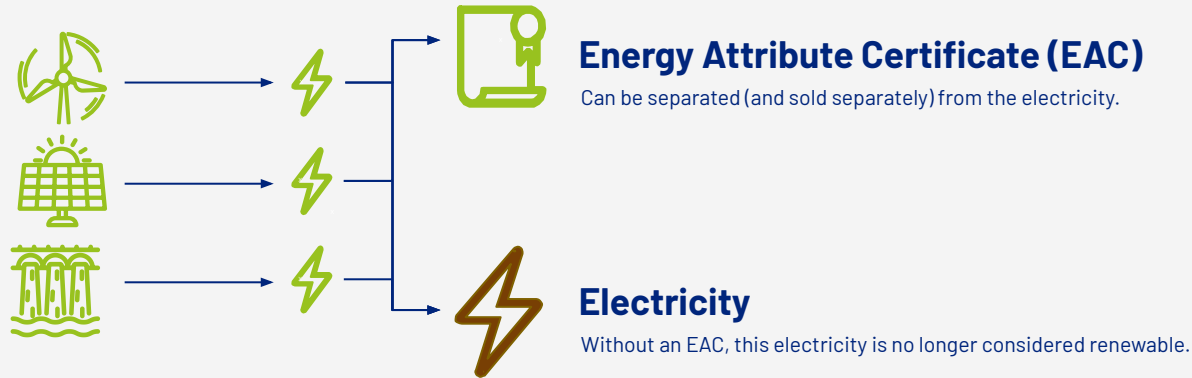 Energy Attribute Certificate (EAC)
Can be separated (and sold separately) from the electricity.
Electricity
Without an EAC, this electricity is no longer considered renewable.